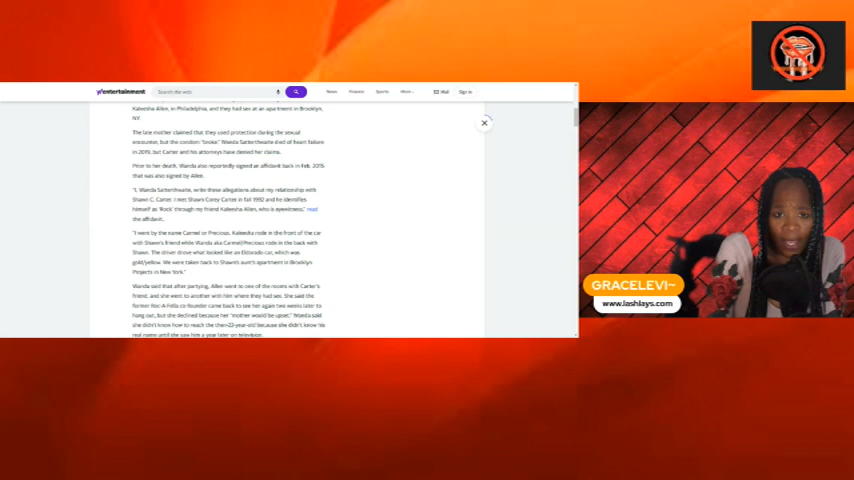 y!entertainment
Search the web
News
Finance
Sports
More...
Mail
Sign in
Kaleesha Allen, in Philadelphia, and they had sex at an apartment in Brooklyn,
NY.
The late mother claimed that they used protection during the sexual
encounter, but the condom "broke." Wanda Satterthwaite died of heart failure
in 2019, but Carter and his attorneys have denied her claims.
Prior to her death, Wanda also reportedly signed an affidavit back in Feb. 2015
that was also signed by Allen.
"I, Wanda Satterthwaite, write these allegations about my relationship with
Shawn C. Carter. I met Shawn Corey Carter in fall 1992 and he identifies
himself as 'Rock' through my friend Kaleesha Allen, who is eyewitness," read
the affidavit.
"I went by the name Carmel or Precious. Kaleesha rode in the front of the car
with Shawn's friend while Wanda aka Carmel/Precious rode in the back with
Shawn. The driver drove what looked like an Eldorado car, which was
gold/yellow. We were taken back to Shawn's aunt's apartment in (Brooklyn
Projects in New York."
Wanda said that after partying, Allen went to one of the rooms with Carter's
friend, and she went to another with him where they had sex. She said the
former Roc-A-Fella co-founder came back to see her again two weeks later to
hang out, but she declined because her "mother would be upset." Wanda said
she didn't know how to reach the then-22-year-old because she didn't know his
real name until she saw him a year later on television.
GRACELEVI~
www.lashlays.com